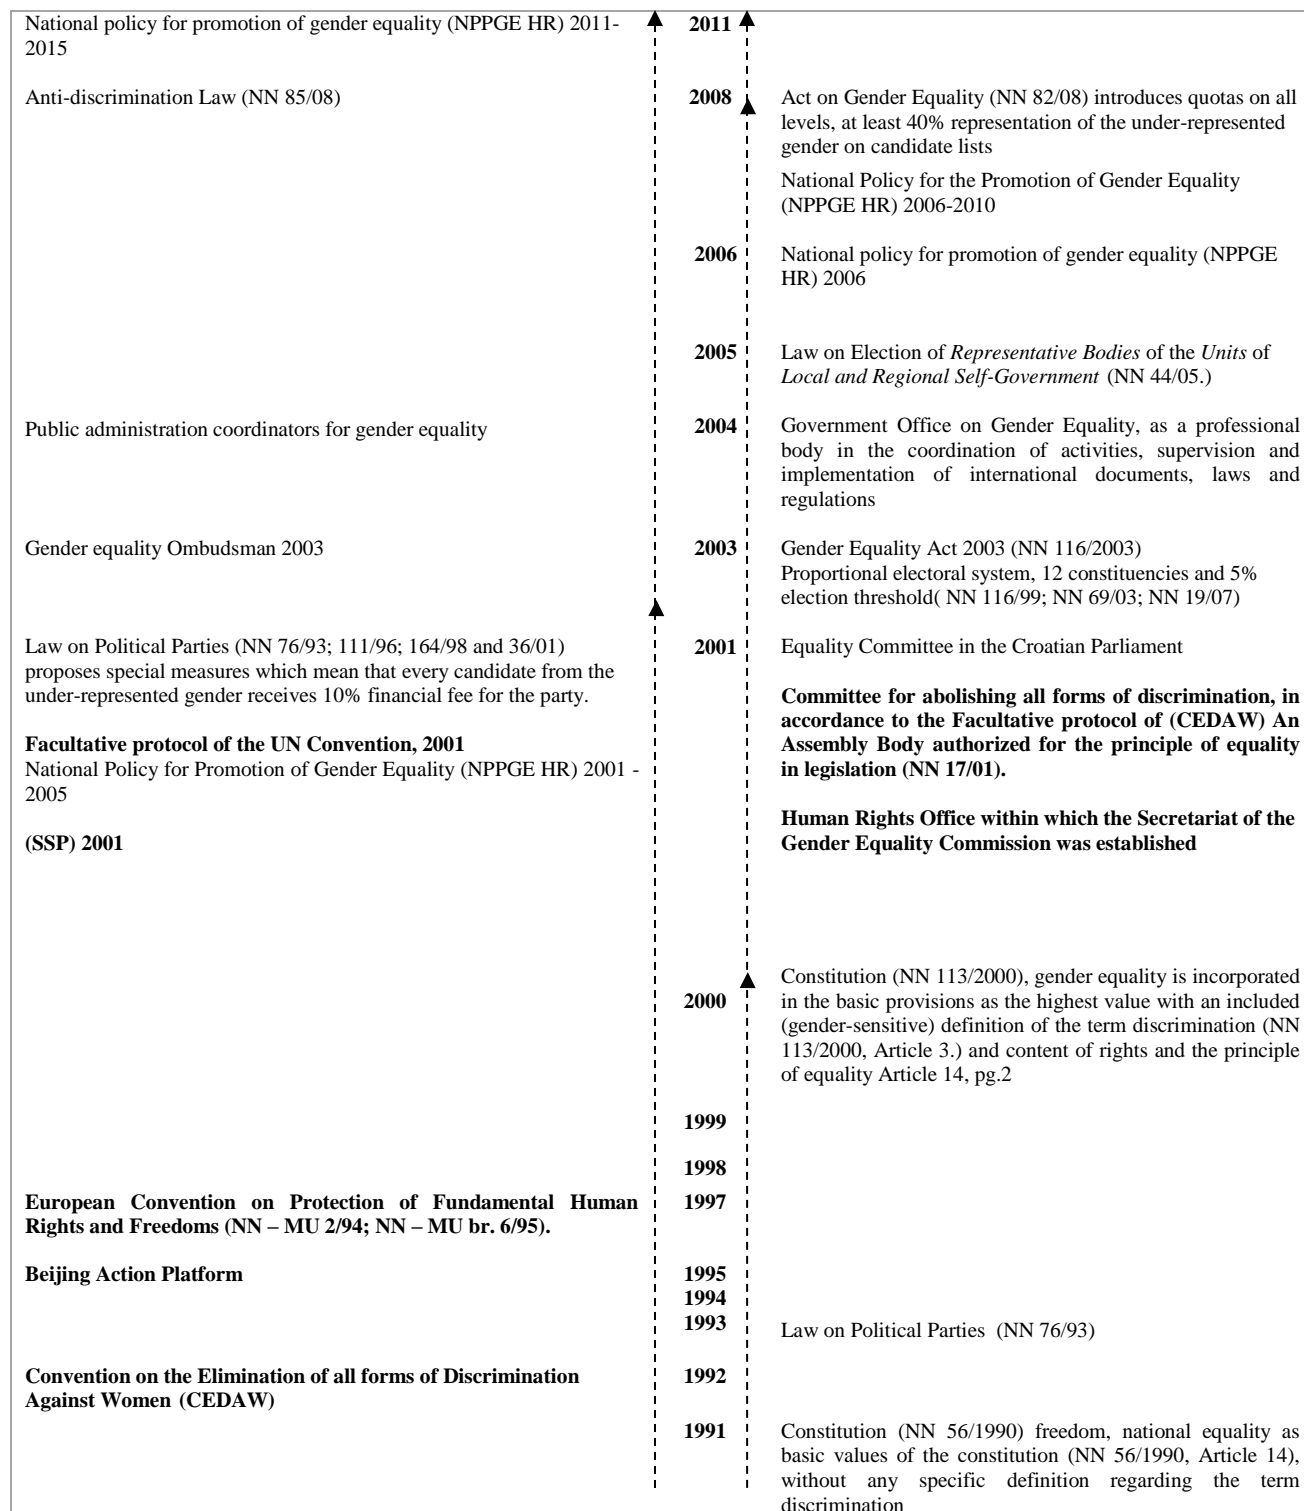 National policy for promotion of gender equality (NPPGE HR) 2011-
2015
2011
Anti-discrimination Law (NN 85/08)
2008
Act on Gender Equality (NN 82/08) introduces quotas on all
levels, at least 40% representation of the under-represented
gender on candidate lists
National Policy for the Promotion of Gender Equality
(NPPGE HR) 2006-2010
2006
National policy for promotion of gender equality (NPPGE
HR) 2006
2005
Law on Election of Representative Bodies of the Units of
Local and Regional Self-Government (NN 44/05.)
Public administration coordinators for gender equality
2004
Government Office on Gender Equality, as a professional
body in the coordination of activities, supervision and
implementation of international documents, laws and
regulations
Gender equality Ombudsman 2003
2003
Gender Equality Act 2003 (NN 116/2003)
Proportional electoral system, 12 constituencies and 5%
election threshold( NN 116/99; NN 69/03; NN 19/07)
Law on Political Parties (NN 76/93; 111/96; 164/98 and 36/01)
proposes special measures which mean that every candidate from the
under-represented gender receives 10% financial fee for the party.
Facultative protocol of the UN Convention, 2001
National Policy for Promotion of Gender Equality (NPPGE HR) 2001 -
2005
(SSP) 2001
2001
Equality Committee in the Croatian Parliament
Committee for abolishing all forms of discrimination, in
accordance to the Facultative protocol of (CEDAW) An
Assembly Body authorized for the principle of equality
in legislation (NN 17/01).
Human Rights Office within which the Secretariat of the
Gender Equality Commission was established
2000
Constitution (NN 113/2000), gender equality is incorporated
in the basic provisions as the highest value with an included
(gender-sensitive) definition of the term discrimination (NN
113/2000, Article 3.) and content of rights and the principle
of equality Article 14, pg.2
1999
1998
European Convention on Protection of Fundamental Human
Rights and Freedoms (NN – MU 2/94; NN – MU br. 6/95).
1997
Beijing Action Platform
1995
1994
1993
Law on Political Parties (NN 76/93)
Convention on the Elimination of all forms of Discrimination
Against Women (CEDAW)
1992
1991
Constitution (NN 56/1990) freedom, national equality as
basic values of the constitution (NN 56/1990, Article 14),
without any specific definition regarding the term
discrimination